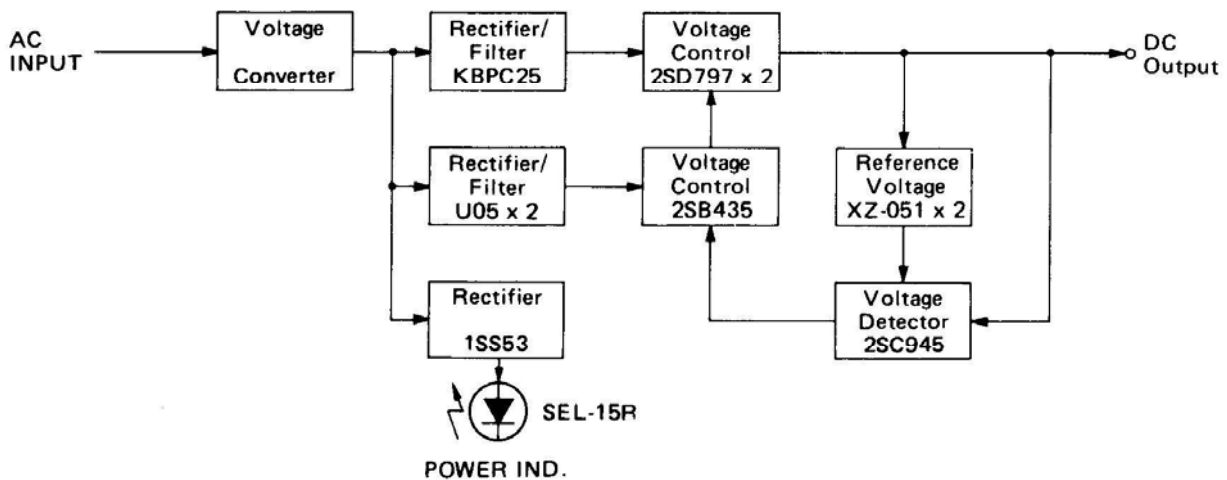 AC
INPUT
Voltage
Converter
Rectifier/
Filter
KBPC25
Voltage
Control
2SD797 x 2
DC
Output
Rectifier/
Filter
U05 x 2
Voltage
Control
2SB435
Reference
Voltage
XZ-051 x 2
Rectifier
1SS53
Voltage
Detector
2SC945
SEL-15R
POWER IND.